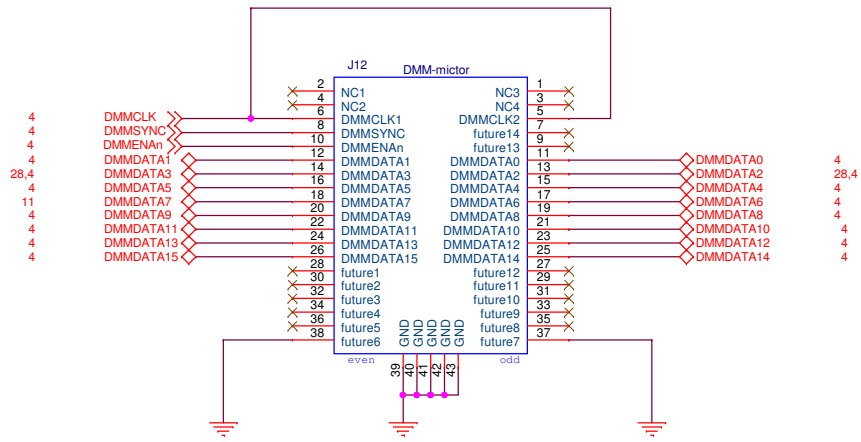 J12
DMM-mictor
2 NC1 NC3 1
4 NC2 NC4 3
4 DMMCLK 6 DMMCLK1 DMMCLK2 5
4 DMMSYNC 8 DMMSYNC future14 7
4 DMMENAn 10 DMMENAn future13 9
4 DMMDATA1 12 DMMDATA1 DMMDATA0 11 DMMDATA0 4
28,4 DMMDATA3 14 DMMDATA3 DMMDATA2 13 DMMDATA2 28,4
4 DMMDATA5 16 DMMDATA5 DMMDATA4 15 DMMDATA4 4
11 DMMDATA7 18 DMMDATA7 DMMDATA6 17 DMMDATA6 4
4 DMMDATA9 20 DMMDATA9 DMMDATA8 19 DMMDATA8 4
4 DMMDATA11 22 DMMDATA11 DMMDATA10 21 DMMDATA10 4
4 DMMDATA13 24 DMMDATA13 DMMDATA12 23 DMMDATA12 4
4 DMMDATA15 26 DMMDATA15 DMMDATA14 25 DMMDATA14 4
28 future1 future12 27
30 future2 future11 29
32 future3 future10 31
34 future4 future9 33
36 future5 future8 35
38 future6 GND GND GND GND GND future7 37
even odd
39 40 41 42 43